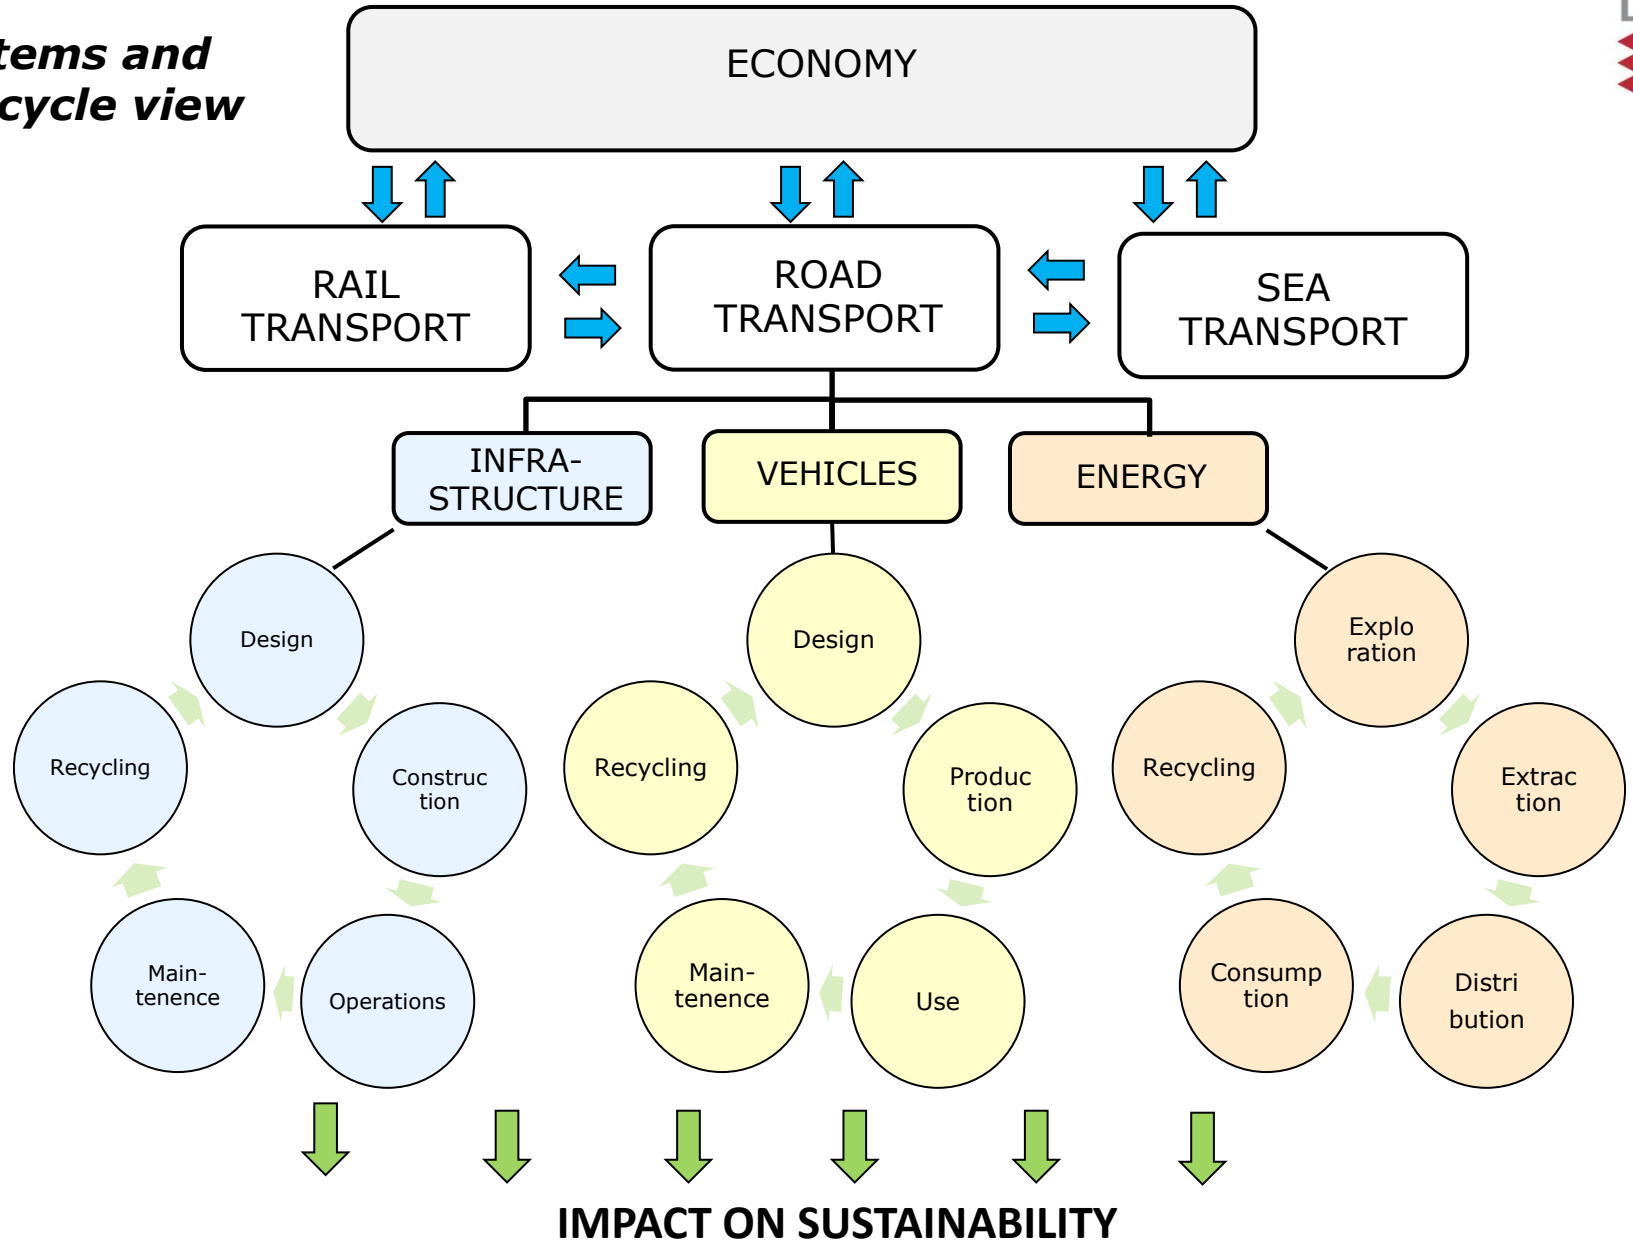 tems and
cycle view
ECONOMY
RAIL
TRANSPORT
ROAD
TRANSPORT
SEA
TRANSPORT
INFRA-
STRUCTURE
VEHICLES
ENERGY
Design
Recycling
Construc
tion
Main-
tenence
Operations
Design
Recycling
Produc
tion
Main-
tenence
Use
Explo
ration
Recycling
Extrac
tion
Consump
tion
Distri
bution
IMPACT ON SUSTAINABILITY